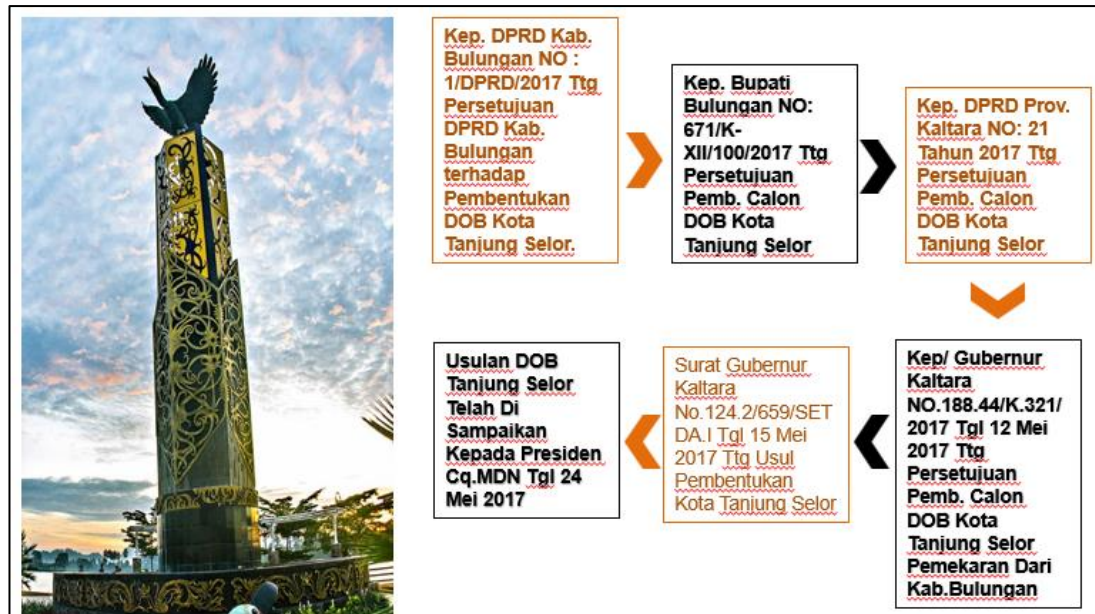 Kep. DPRD Kab.
Bulungan NO :
1/DPRD/2017 Ttg
Persetujuan
DPRD Kab.
Bulungan
terhadap
Pembentukan
DOB Kota
Tanjung Selor.
Kep. Bupati
Bulungan NO:
671/K-
XII/100/2017 Ttg
Persetujuan
Pemb. Calon
DOB Kota
Tanjung Selor
Kep. DPRD Prov.
Kaltara NO: 21
Tahun 2017 Ttg
Persetujuan
Pemb. Calon
DOB Kota
Tanjung Selor
Kep/ Gubernur
Kaltara
NO.188.44/K.321/
2017 Tgl 12 Mei
2017 Ttg
Persetujuan
Pemb. Calon
DOB Kota
Tanjung Selor
Pemekaran Dari
Kab.Bulungan
Surat Gubernur
Kaltara
No.124.2/659/SET
DA.I Tgl 15 Mei
2017 Ttg Usul
Pembentukan
Kota Tanjung Selor
Usulan DOB
Tanjung Selor
Telah Di
Sampaikan
Kepada Presiden
Cq.MDN Tgl 24
Mei 2017